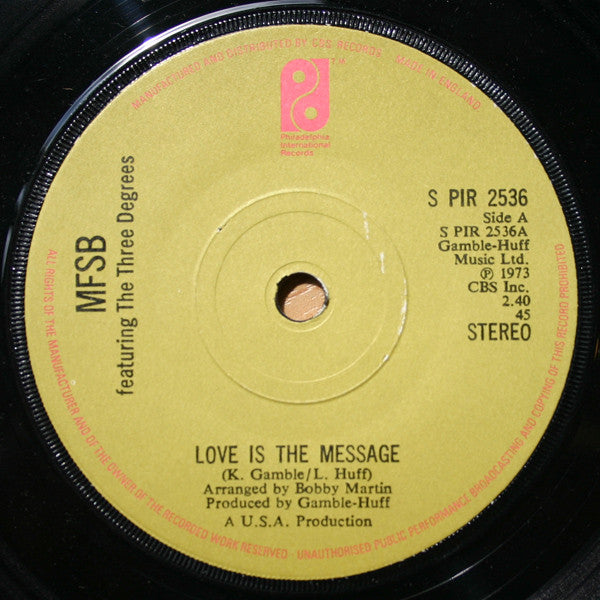 MANUFACTURED AND DISTRIBUTED BY CBS RECORDS · MADE IN ENGLAND
T.M.
Philadelphia
International
Records
MFSB
featuring The Three Degrees
S PIR 2536
Side A
S PIR 2536A
Gamble-Huff
Music Ltd.
℗ 1973
CBS Inc.
2.40
45
STEREO
LOVE IS THE MESSAGE
(K. Gamble/L. Huff)
Arranged by Bobby Martin
Produced by Gamble-Huff
A U.S.A. Production
ALL RIGHTS OF THE MANUFACTURER AND OF THE OWNER OF THE RECORDED WORK RESERVED · UNAUTHORISED PUBLIC PERFORMANCE BROADCASTING AND COPYING OF THIS RECORD PROHIBITED